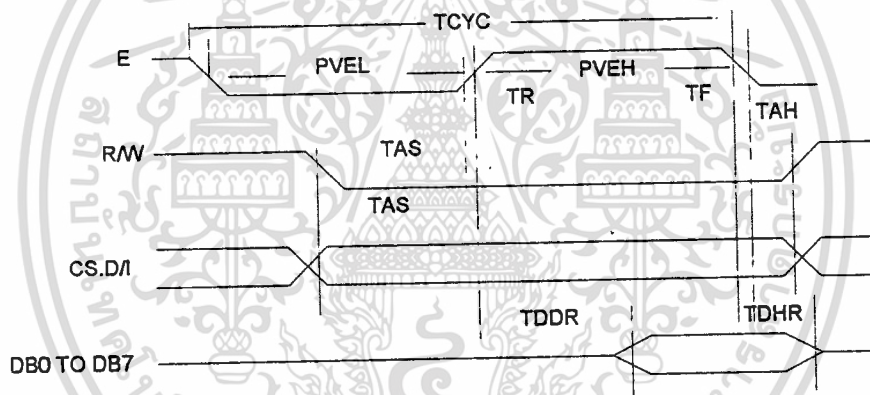 TCYC
E
PVEL
PVEH
TR
TF
TAH
R/W
TAS
TAS
CS.D/I
TDDR
TDHR
DB0 TO DB7